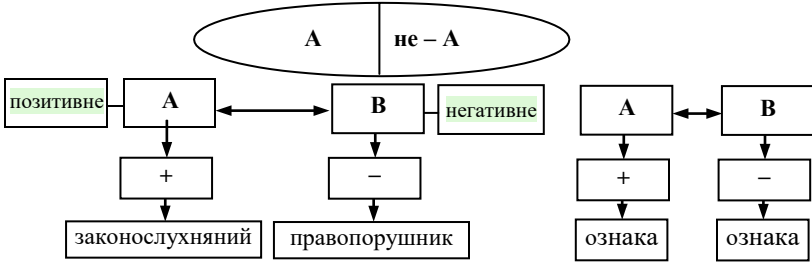 А не – А
позитивне А В негативне А В
+ – + –
законослухняний правопорушник ознака ознака